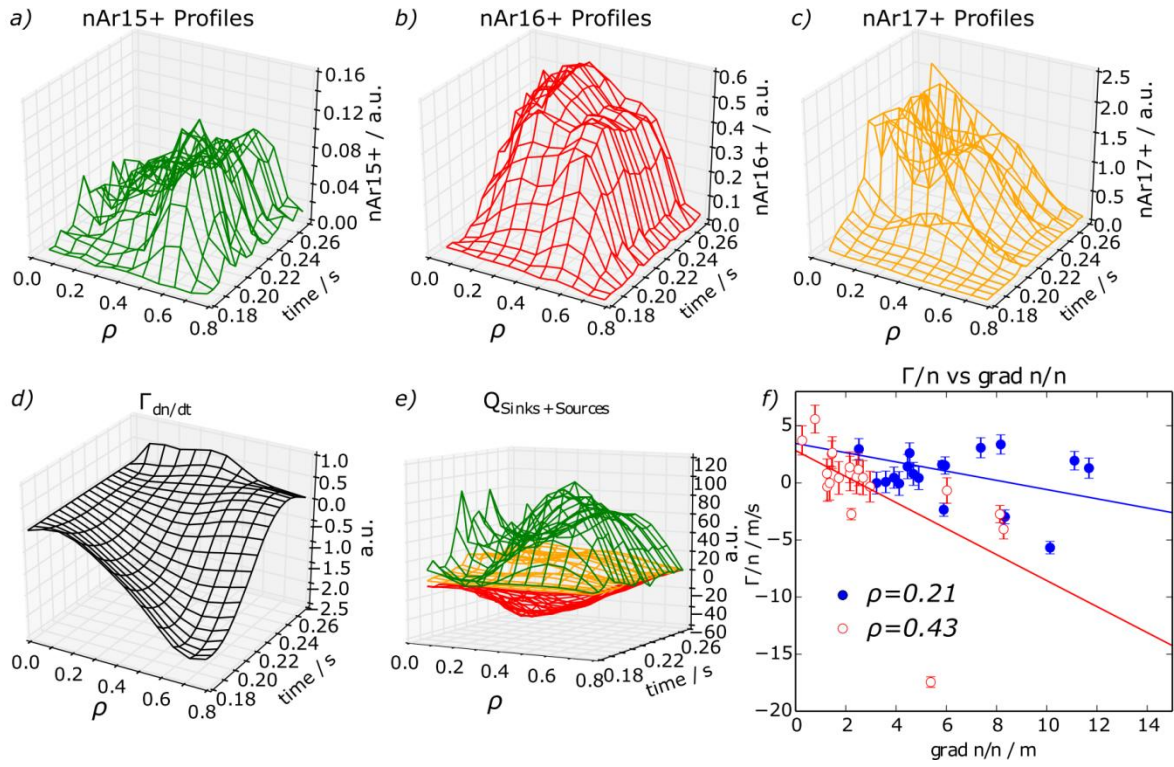 a) nAr15+ Profiles
0.16
0.12
0.08
0.04
0.00
nAr15+ / a.u.
0.0 0.2 0.4 0.6 0.8
ρ
0.18 0.20 0.22 0.24 0.26
time / s
b) nAr16+ Profiles
0.6
0.5
0.4
0.3
0.2
0.1
0.0
nAr16+ / a.u.
0.0 0.2 0.4 0.6 0.8
ρ
0.18 0.20 0.22 0.24 0.26
time / s
c) nAr17+ Profiles
2.5
2.0
1.5
1.0
0.5
0.0
nAr17+ / a.u.
0.0 0.2 0.4 0.6 0.8
ρ
0.18 0.20 0.22 0.24 0.26
time / s
d) Γdn/dt
1.0
0.5
0.0
-0.5
1.0
1.5
2.0
2.5
a.u.
0.0 0.2 0.4 0.6 0.8
ρ
0.18 0.20 0.22 0.24 0.26
time / s
e) QSinks + Sources
120
100
80
60
40
20
0
−20
−40
−60
a.u.
0.0 0.2 0.4 0.6 0.8
ρ
0.18 0.22 0.26
time / s
f) Γ/n vs grad n/n
5
0
−5
−10
−15
−20
Γ/n / m/s
ρ=0.21
ρ=0.43
0 2 4 6 8 10 12 14
grad n/n / m